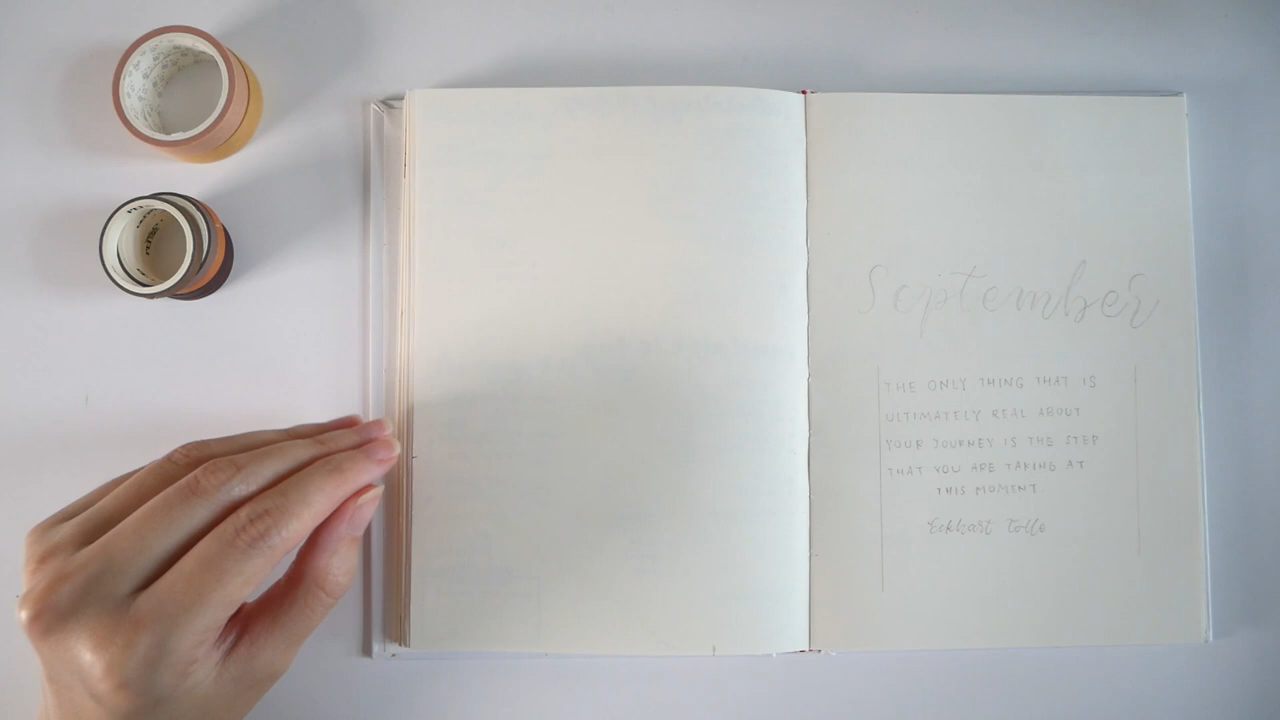 September
THE ONLY THING THAT IS
ULTIMATELY REAL ABOUT
YOUR JOURNEY IS THE STEP
THAT YOU ARE TAKING AT
THIS MOMENT.
Eckhart Tolle